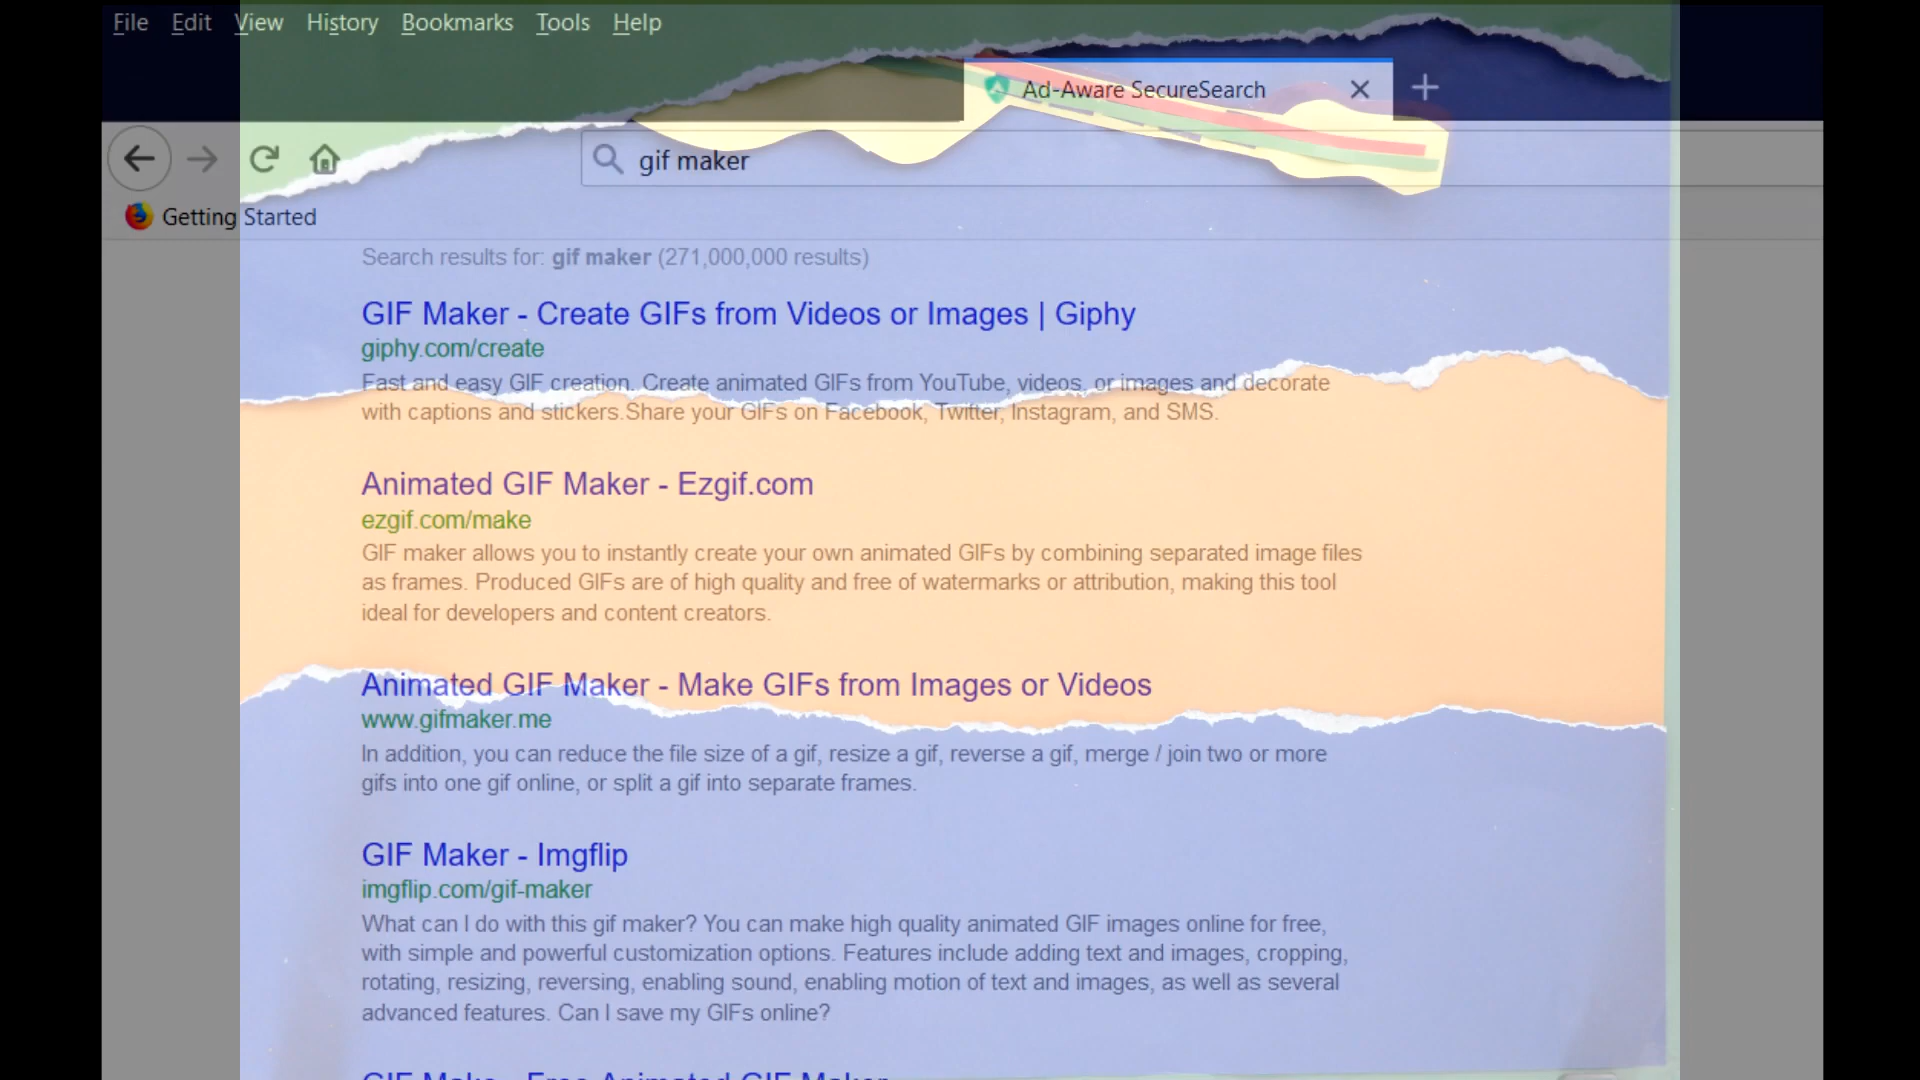 File Edit View History Bookmarks Tools Help
Ad-Aware SecureSearch
gif maker
Getting Started
Search results for: gif maker (271,000,000 results)
GIF Maker - Create GIFs from Videos or Images | Giphy
giphy.com/create
Fast and easy GIF creation. Create animated GIFs from YouTube, videos, or images and decorate
with captions and stickers.Share your GIFs on Facebook, Twitter, Instagram, and SMS.
Animated GIF Maker - Ezgif.com
ezgif.com/make
GIF maker allows you to instantly create your own animated GIFs by combining separated image files
as frames. Produced GIFs are of high quality and free of watermarks or attribution, making this tool
ideal for developers and content creators.
Animated GIF Maker - Make GIFs from Images or Videos
www.gifmaker.me
In addition, you can reduce the file size of a gif, resize a gif, reverse a gif, merge / join two or more
gifs into one gif online, or split a gif into separate frames.
GIF Maker - Imgflip
imgflip.com/gif-maker
What can I do with this gif maker? You can make high quality animated GIF images online for free,
with simple and powerful customization options. Features include adding text and images, cropping,
rotating, resizing, reversing, enabling sound, enabling motion of text and images, as well as several
advanced features. Can I save my GIFs online?
GIF Make - Free Animated GIF Maker